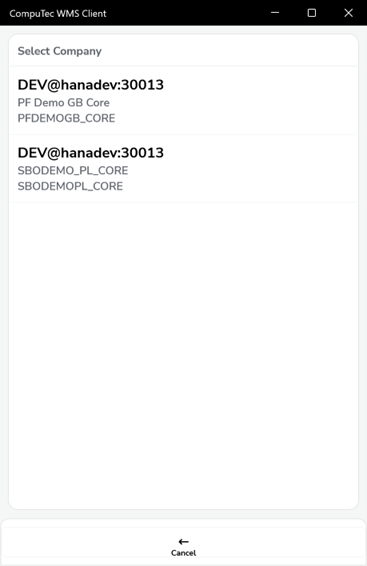 CompuTec WMS Client
Select Company
DEV@hanadev:30013
PF Demo GB Core
PFDEMOGB_CORE
DEV@hanadev:30013
SBODEMO_PL_CORE
SBODEMOPL_CORE
Cancel